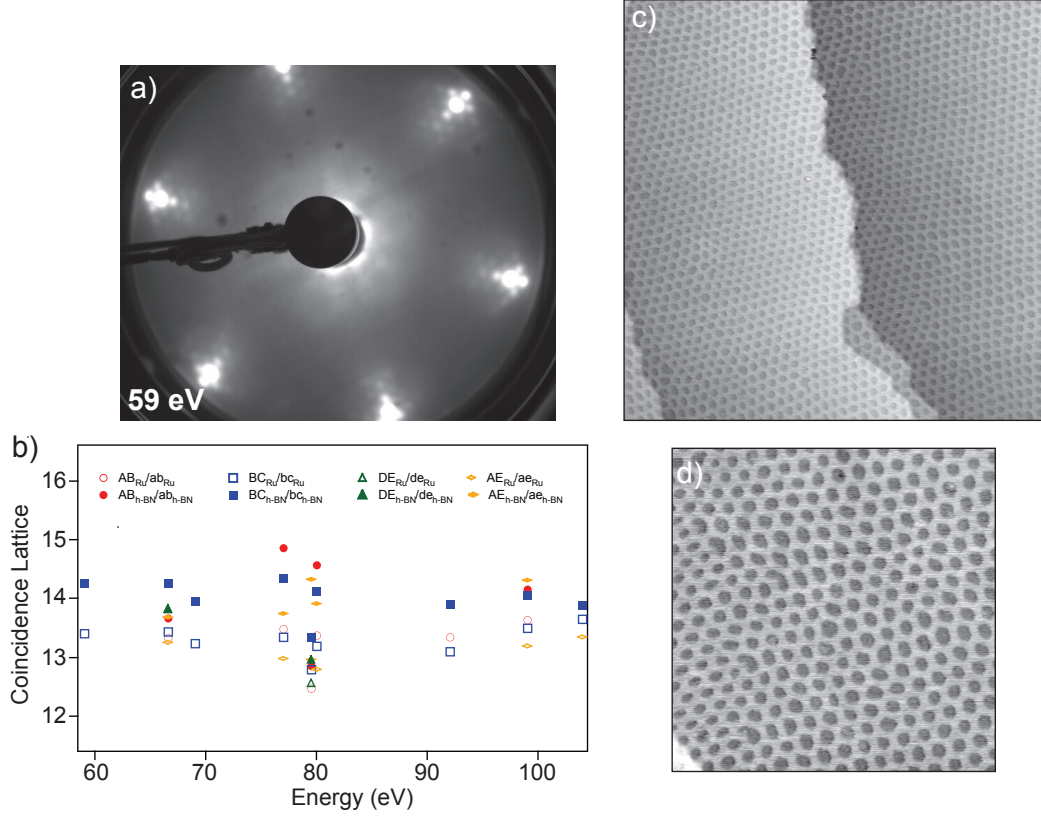 a)
59 eV
c)
b)
Coincidence Lattice
16
15
14
13
12
AB_Ru/ab_Ru BC_Ru/bc_Ru DE_Ru/de_Ru AE_Ru/ae_Ru
AB_h-BN/ab_h-BN BC_h-BN/bc_h-BN DE_h-BN/de_h-BN AE_h-BN/ae_h-BN
60 70 80 90 100
Energy (eV)
d)